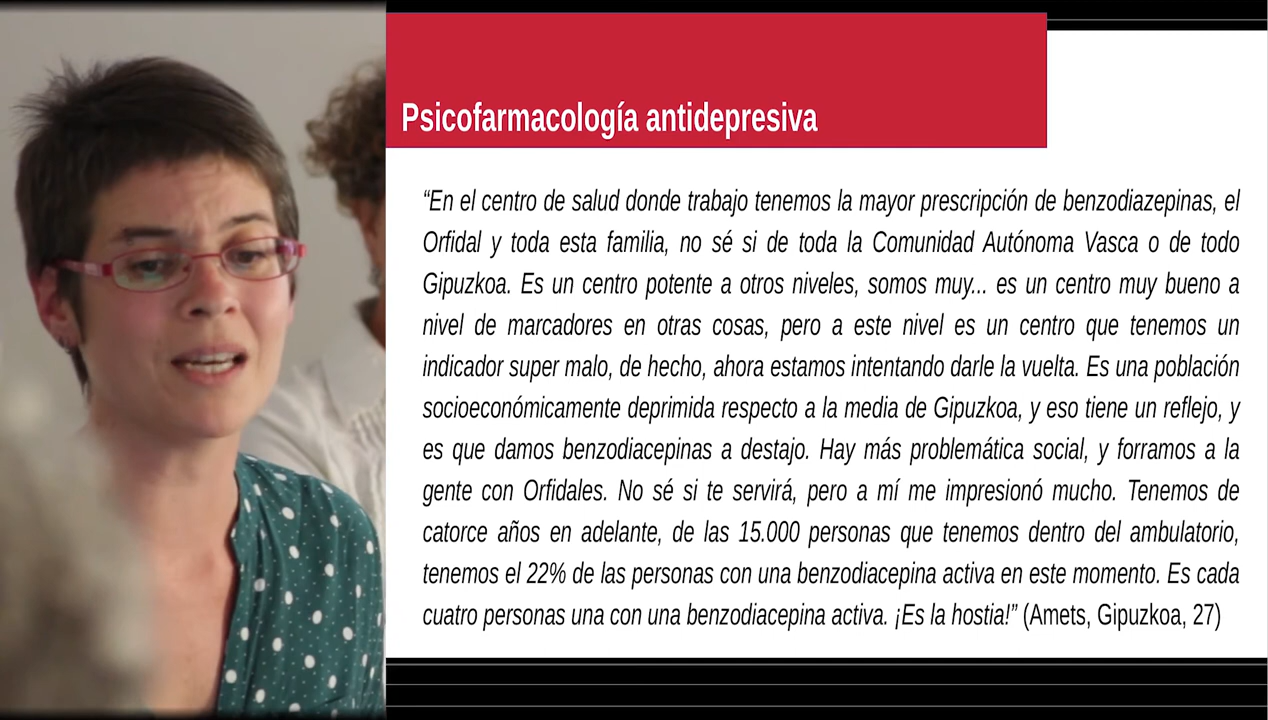 Psicofarmacología antidepresiva
“En el centro de salud donde trabajo tenemos la mayor prescripción de benzodiazepinas, el
Orfidal y toda esta familia, no sé si de toda la Comunidad Autónoma Vasca o de todo
Gipuzkoa. Es un centro potente a otros niveles, somos muy... es un centro muy bueno a
nivel de marcadores en otras cosas, pero a este nivel es un centro que tenemos un
indicador super malo, de hecho, ahora estamos intentando darle la vuelta. Es una población
socioeconómicamente deprimida respecto a la media de Gipuzkoa, y eso tiene un reflejo, y
es que damos benzodiacepinas a destajo. Hay más problemática social, y forramos a la
gente con Orfidales. No sé si te servirá, pero a mí me impresionó mucho. Tenemos de
catorce años en adelante, de las 15.000 personas que tenemos dentro del ambulatorio,
tenemos el 22% de las personas con una benzodiacepina activa en este momento. Es cada
cuatro personas una con una benzodiacepina activa. ¡Es la hostia!” (Amets, Gipuzkoa, 27)